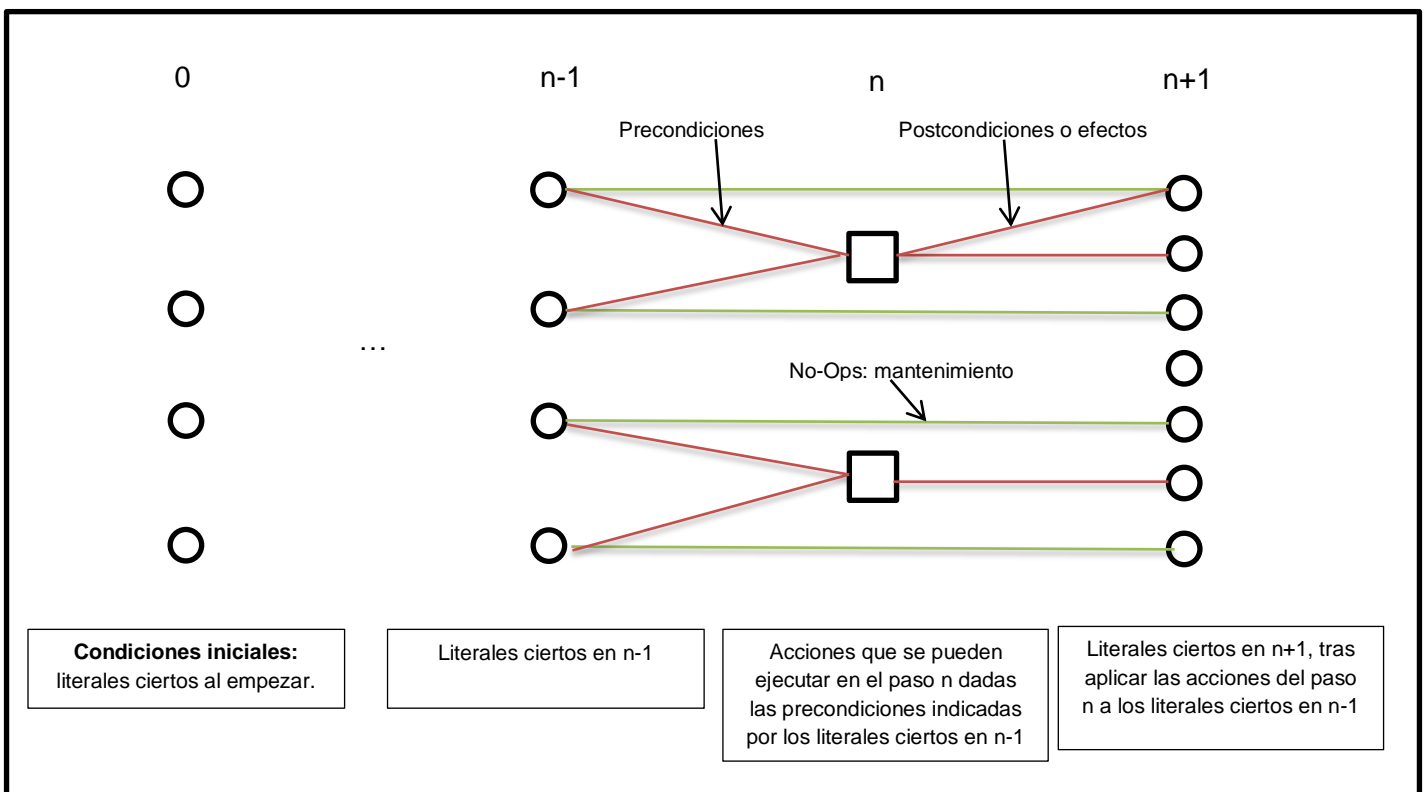 0
n-1
n
n+1
Precondiciones
Postcondiciones o efectos
...
No-Ops: mantenimiento
Condiciones iniciales:
literales ciertos al empezar.
Literales ciertos en n-1
Acciones que se pueden
ejecutar en el paso n dadas
las precondiciones indicadas
por los literales ciertos en n-1
Literales ciertos en n+1, tras
aplicar las acciones del paso
n a los literales ciertos en n-1